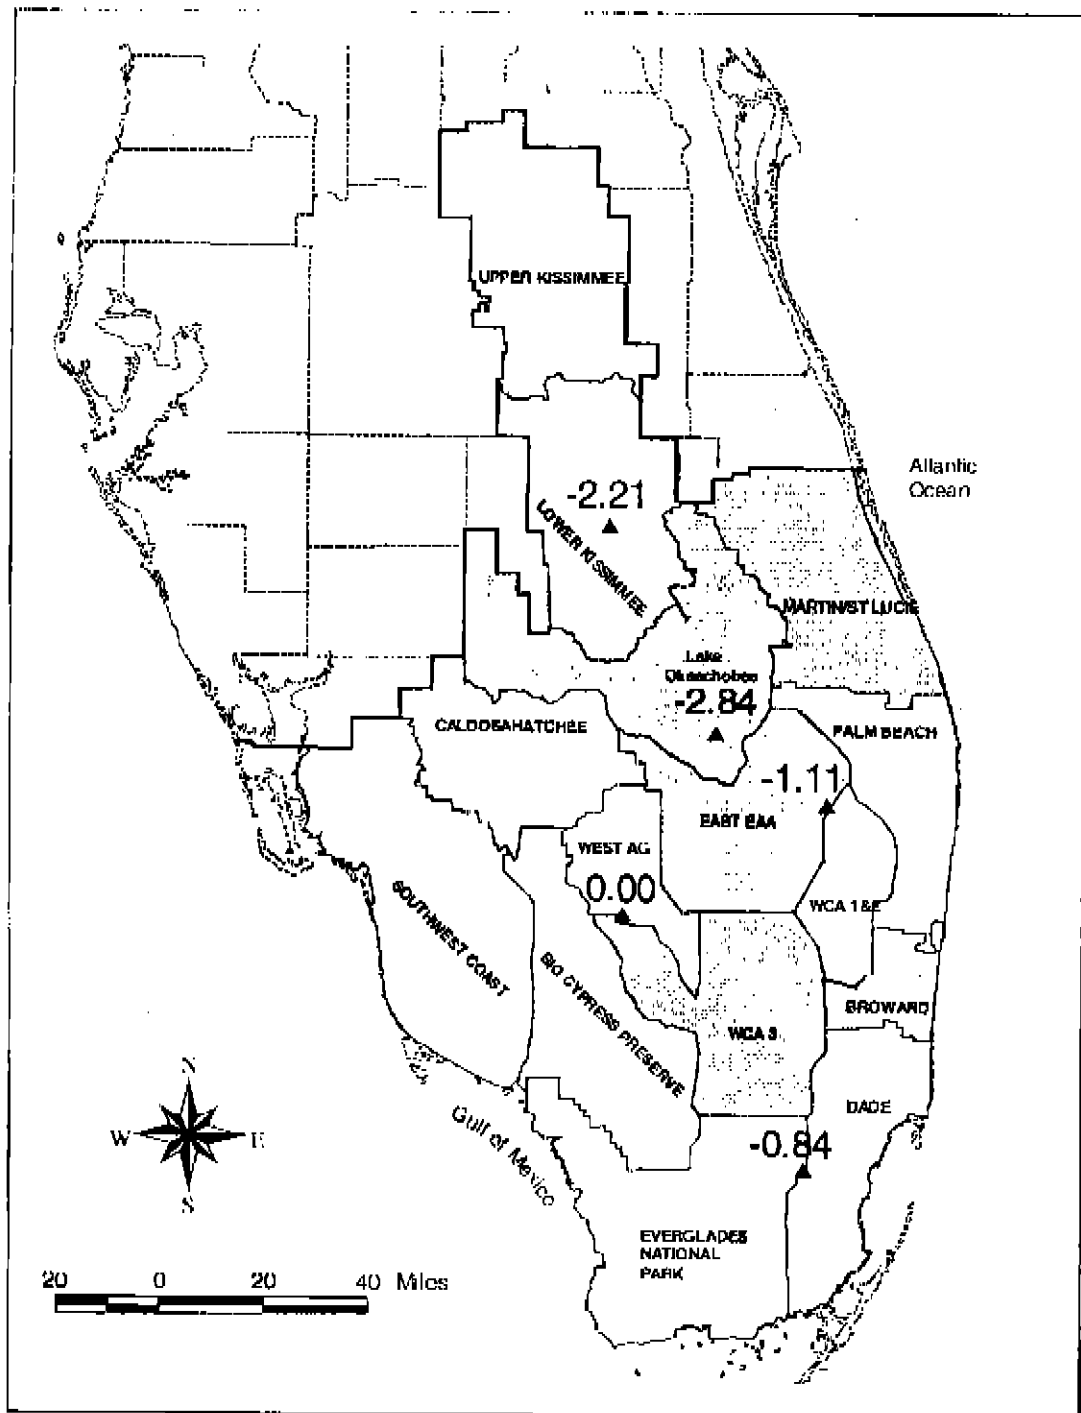 UPPER KISSIMMEE
Atlantic
Ocean
-2.21
LOWER KISSIMMEE
MARTIN/ST LUCIE
Lake
Okeechobee
-2.84
CALOOSAHATCHEE
PALM BEACH
-1.11
EAST EAA
WEST AG
0.00
WCA 1&2
SOUTHWEST COAST
BIG CYPRESS PRESERVE
BROWARD
WCA 3
DADE
N
W E
S
Gulf of Mexico
-0.84
EVERGLADES
NATIONAL
PARK
20 0 20 40 Miles